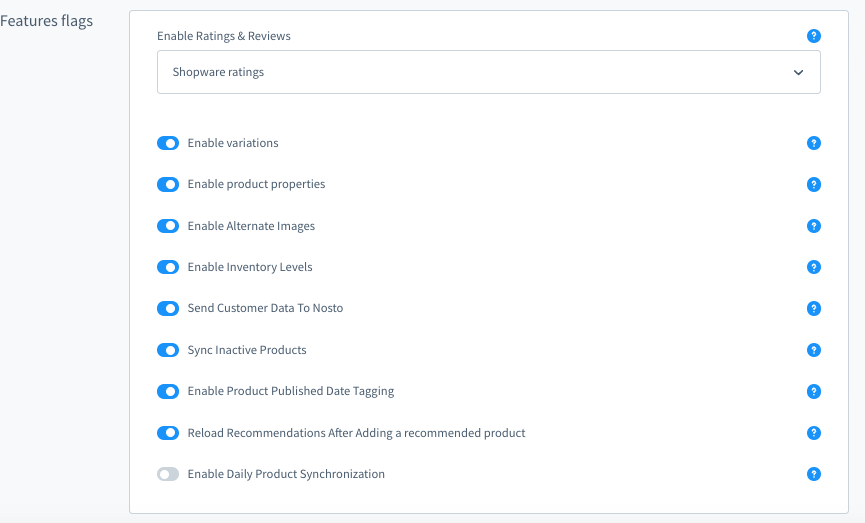 Features flags
Enable Ratings & Reviews
?
Shopware ratings
Enable variations
?
Enable product properties
?
Enable Alternate Images
?
Enable Inventory Levels
?
Send Customer Data To Nosto
?
Sync Inactive Products
?
Enable Product Published Date Tagging
?
Reload Recommendations After Adding a recommended product
?
Enable Daily Product Synchronization
?